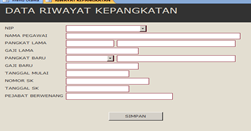 DATA RIWAYAT KEPANGKATAN
NIP
NAMA PEGAWAI
PANGKAT LAMA
GAJI LAMA
PANGKAT BARU
GAJI BARU
TANGGAL MULAI
NOMOR SK
TANGGAL SK
PEJABAT BERWENANG
SIMPAN